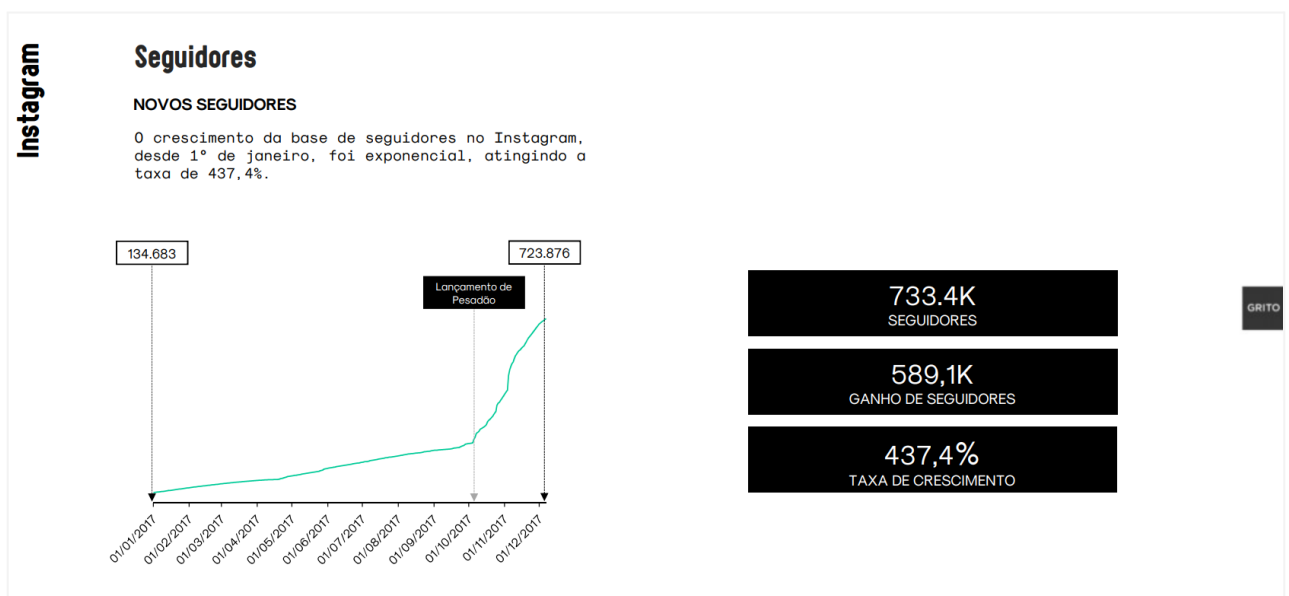 Instagram
Seguidores
NOVOS SEGUIDORES
O crescimento da base de seguidores no Instagram,
desde 1º de janeiro, foi exponencial, atingindo a
taxa de 437,4%.
134.683
723.876
Lançamento de
Pesadão
01/01/2017
01/02/2017
01/03/2017
01/04/2017
01/05/2017
01/06/2017
01/07/2017
01/08/2017
01/09/2017
01/10/2017
01/11/2017
01/12/2017
733.4K
SEGUIDORES
589,1K
GANHO DE SEGUIDORES
437,4%
TAXA DE CRESCIMENTO
GRITO